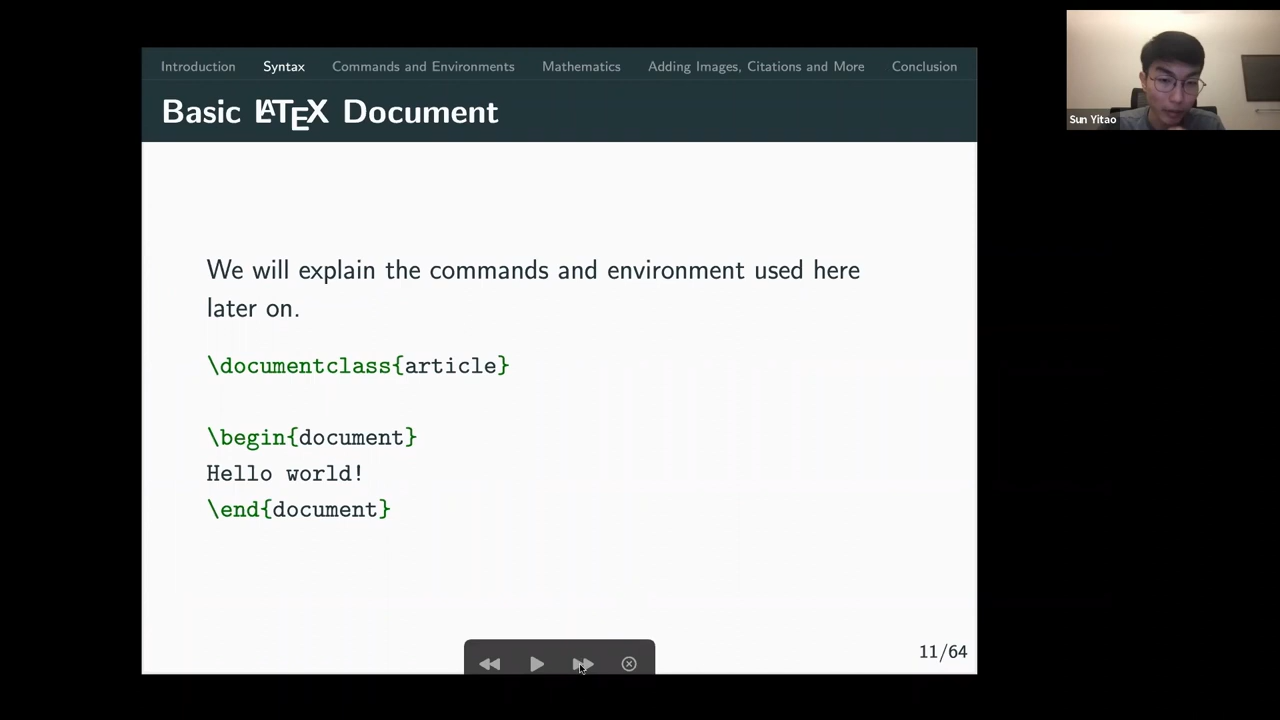 Introduction Syntax Commands and Environments Mathematics Adding Images, Citations and More Conclusion
Basic LATEX Document
We will explain the commands and environment used here
later on.
\documentclass{article}
\begin{document}
Hello world!
\end{document}
11/64
Sun Yitao